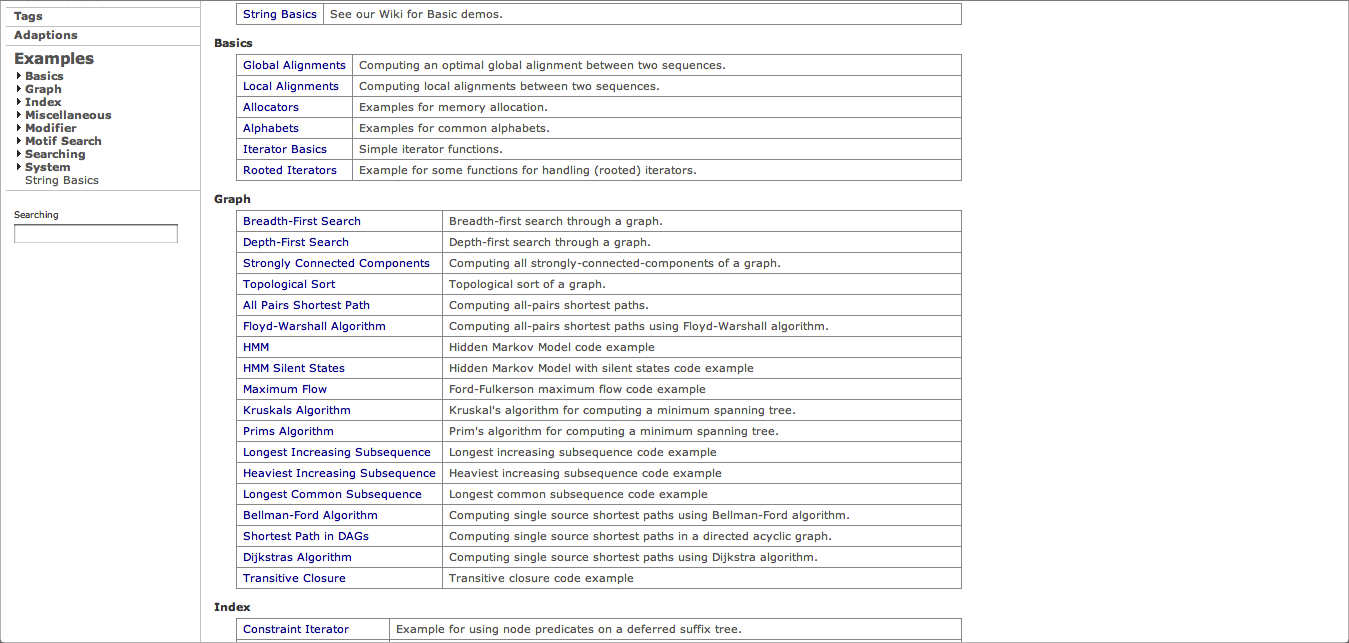 Tags
Adaptions
Examples
Basics
Graph
Index
Miscellaneous
Modifier
Motif Search
Searching
System
String Basics
Searching
String Basics See our Wiki for Basic demos.
Basics
Global Alignments Computing an optimal global alignment between two sequences.
Local Alignments Computing local alignments between two sequences.
Allocators Examples for memory allocation.
Alphabets Examples for common alphabets.
Iterator Basics Simple iterator functions.
Rooted Iterators Example for some functions for handling (rooted) iterators.
Graph
Breadth-First Search Breadth-first search through a graph.
Depth-First Search Depth-first search through a graph.
Strongly Connected Components Computing all strongly-connected-components of a graph.
Topological Sort Topological sort of a graph.
All Pairs Shortest Path Computing all-pairs shortest paths.
Floyd-Warshall Algorithm Computing all-pairs shortest paths using Floyd-Warshall algorithm.
HMM Hidden Markov Model code example
HMM Silent States Hidden Markov Model with silent states code example
Maximum Flow Ford-Fulkerson maximum flow code example
Kruskals Algorithm Kruskal's algorithm for computing a minimum spanning tree.
Prims Algorithm Prim's algorithm for computing a minimum spanning tree.
Longest Increasing Subsequence Longest increasing subsequence code example
Heaviest Increasing Subsequence Heaviest increasing subsequence code example
Longest Common Subsequence Longest common subsequence code example
Bellman-Ford Algorithm Computing single source shortest paths using Bellman-Ford algorithm.
Shortest Path in DAGs Computing single source shortest paths in a directed acyclic graph.
Dijkstras Algorithm Computing single source shortest paths using Dijkstra algorithm.
Transitive Closure Transitive closure code example
Index
Constraint Iterator Example for using node predicates on a deferred suffix tree.